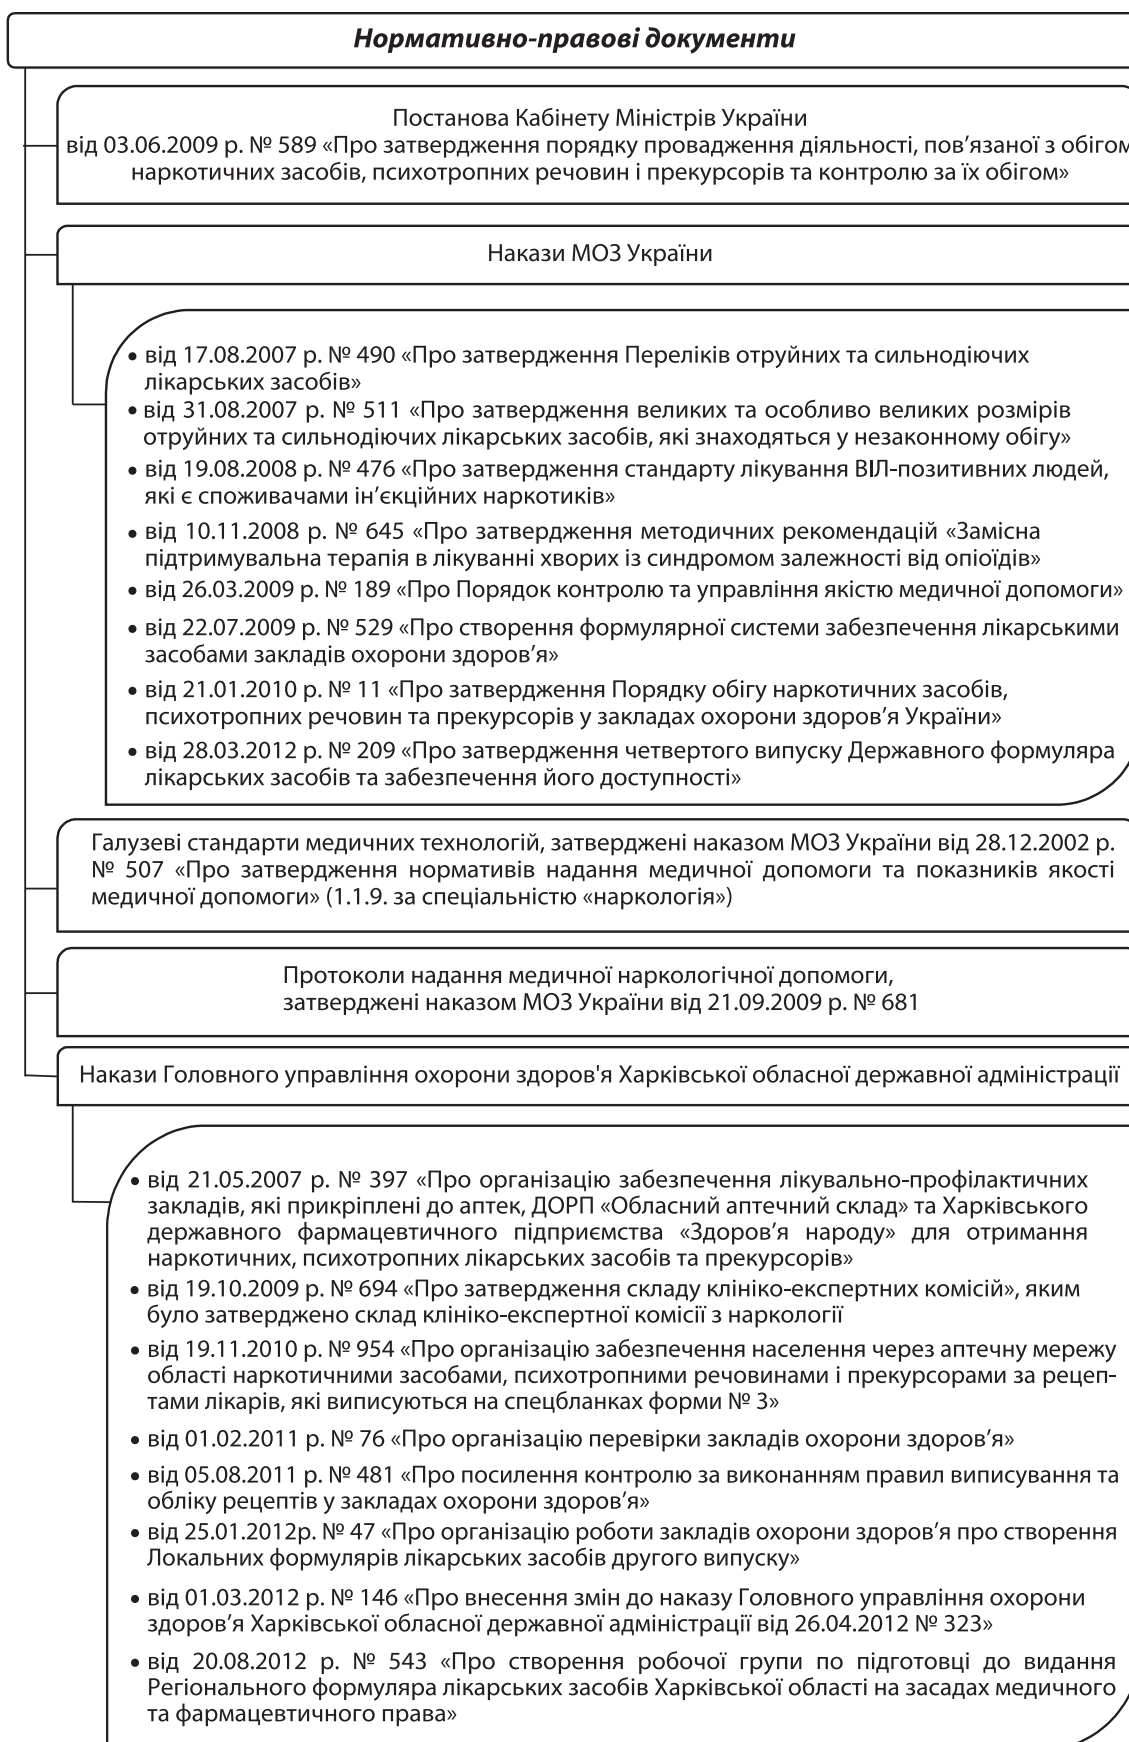 Нормативно-правові документи
Постанова Кабінету Міністрів України
від 03.06.2009 р. № 589 «Про затвердження порядку провадження діяльності, пов’язаної з обігом
наркотичних засобів, психотропних речовин і прекурсорів та контролю за їх обігом»
Накази МОЗ України
• від 17.08.2007 р. № 490 «Про затвердження Переліків отруйних та сильнодіючих
лікарських засобів»
• від 31.08.2007 р. № 511 «Про затвердження великих та особливо великих розмірів
отруйних та сильнодіючих лікарських засобів, які знаходяться у незаконному обігу»
• від 19.08.2008 р. № 476 «Про затвердження стандарту лікування ВІЛ-позитивних людей,
які є споживачами ін’єкційних наркотиків»
• від 10.11.2008 р. № 645 «Про затвердження методичних рекомендацій «Замісна
підтримувальна терапія в лікуванні хворих із синдромом залежності від опіоїдів»
• від 26.03.2009 р. № 189 «Про Порядок контролю та управління якістю медичної допомоги»
• від 22.07.2009 р. № 529 «Про створення формулярної системи забезпечення лікарськими
засобами закладів охорони здоров’я»
• від 21.01.2010 р. № 11 «Про затвердження Порядку обігу наркотичних засобів,
психотропних речовин та прекурсорів у закладах охорони здоров’я України»
• від 28.03.2012 р. № 209 «Про затвердження четвертого випуску Державного формуляра
лікарських засобів та забезпечення його доступності»
Галузеві стандарти медичних технологій, затверджені наказом МОЗ України від 28.12.2002 р.
№ 507 «Про затвердження нормативів надання медичної допомоги та показників якості
медичної допомоги» (1.1.9. за спеціальністю «наркологія»)
Протоколи надання медичної наркологічної допомоги,
затверджені наказом МОЗ України від 21.09.2009 р. № 681
Накази Головного управління охорони здоров'я Харківської обласної державної адміністрації
• від 21.05.2007 р. № 397 «Про організацію забезпечення лікувально-профілактичних
закладів, які прикріплені до аптек, ДОРП «Обласний аптечний склад» та Харківського
державного фармацевтичного підприємства «Здоров’я народу» для отримання
наркотичних, психотропних лікарських засобів та прекурсорів»
• від 19.10.2009 р. № 694 «Про затвердження складу клініко-експертних комісій», яким
було затверджено склад клініко-експертної комісії з наркології
• від 19.11.2010 р. № 954 «Про організацію забезпечення населення через аптечну мережу
області наркотичними засобами, психотропними речовинами і прекурсорами за рецеп-
тами лікарів, які виписуються на спецбланках форми № 3»
• від 01.02.2011 р. № 76 «Про організацію перевірки закладів охорони здоров’я»
• від 05.08.2011 р. № 481 «Про посилення контролю за виконанням правил виписування та
обліку рецептів у закладах охорони здоров’я»
• від 25.01.2012р. № 47 «Про організацію роботи закладів охорони здоров’я про створення
Локальних формулярів лікарських засобів другого випуску»
• від 01.03.2012 р. № 146 «Про внесення змін до наказу Головного управління охорони
здоров’я Харківської обласної державної адміністрації від 26.04.2012 № 323»
• від 20.08.2012 р. № 543 «Про створення робочої групи по підготовці до видання
Регіонального формуляра лікарських засобів Харківської області на засадах медичного
та фармацевтичного права»